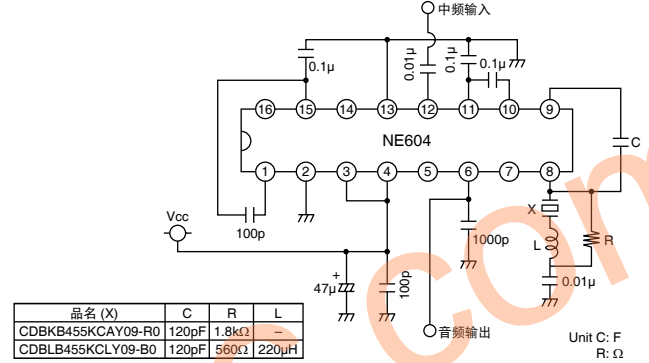 中频输入
0.1μ
0.01μ
0.1μ
0.1μ
16 15 14 13 12 11 10 9
NE604
C
1 2 3 4 5 6 7 8
Vcc
100p
X
L
R
1000p
47μ
+
100p
0.01μ
音频输出
品名 (X) C R L
CDBKB455KCAY09-R0 120pF 1.8kΩ –
CDBLB455KCLY09-B0 120pF 560Ω 220μH
Unit C: F
R: Ω
c.com